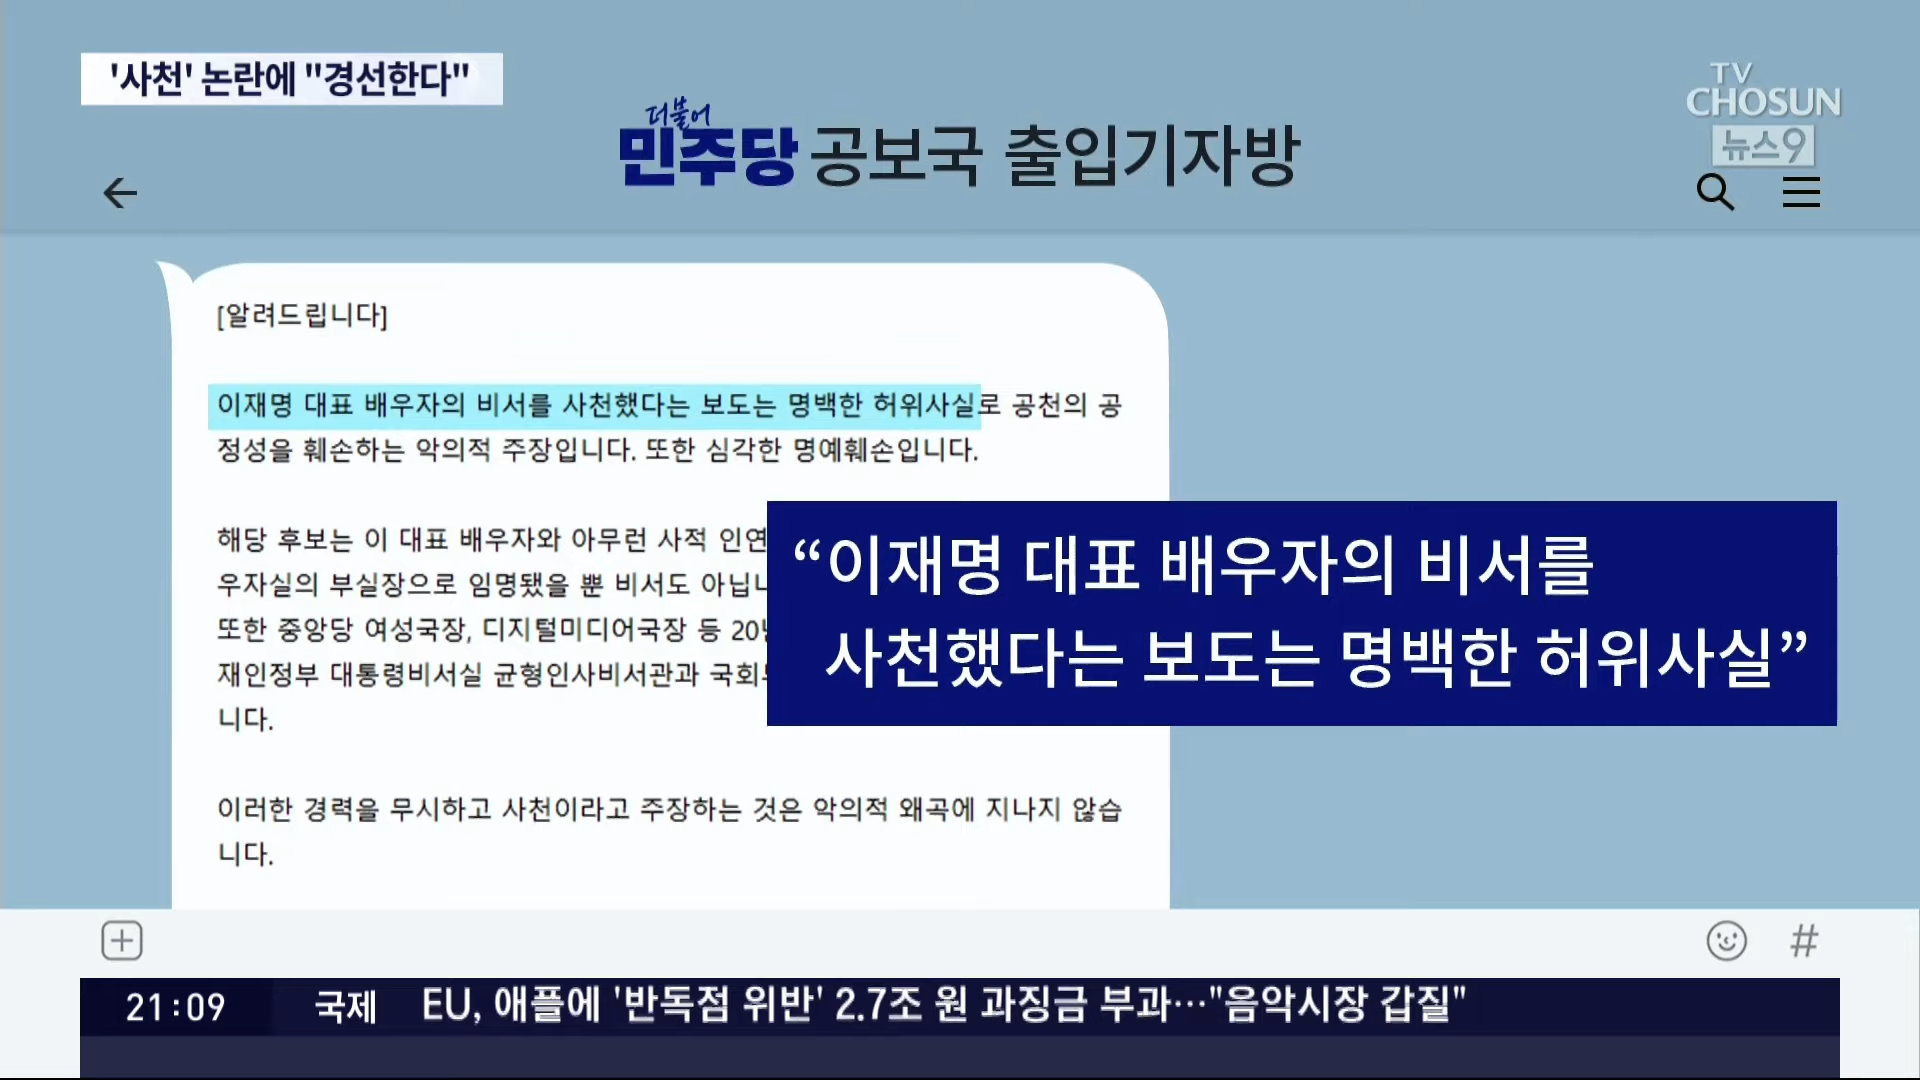 '사천' 논란에 "경선한다"
TV
CHOSUN
뉴스9
더불어
민주당 공보국 출입기자방
[알려드립니다]
이재명 대표 배우자의 비서를 사천했다는 보도는 명백한 허위사실로 공천의 공
정성을 훼손하는 악의적 주장입니다. 또한 심각한 명예훼손입니다.
해당 후보는 이 대표 배우자와 아무런 사적 인연
우자실의 부실장으로 임명됐을 뿐 비서도 아닙니
또한 중앙당 여성국장, 디지털미디어국장 등 20
재인정부 대통령비서실 균형인사비서관과 국회
니다.
“이재명 대표 배우자의 비서를
사천했다는 보도는 명백한 허위사실”
이러한 경력을 무시하고 사천이라고 주장하는 것은 악의적 왜곡에 지나지 않습
니다.
#
21:09 국제 EU, 애플에 '반독점 위반' 2.7조 원 과징금 부과…"음악시장 갑질"